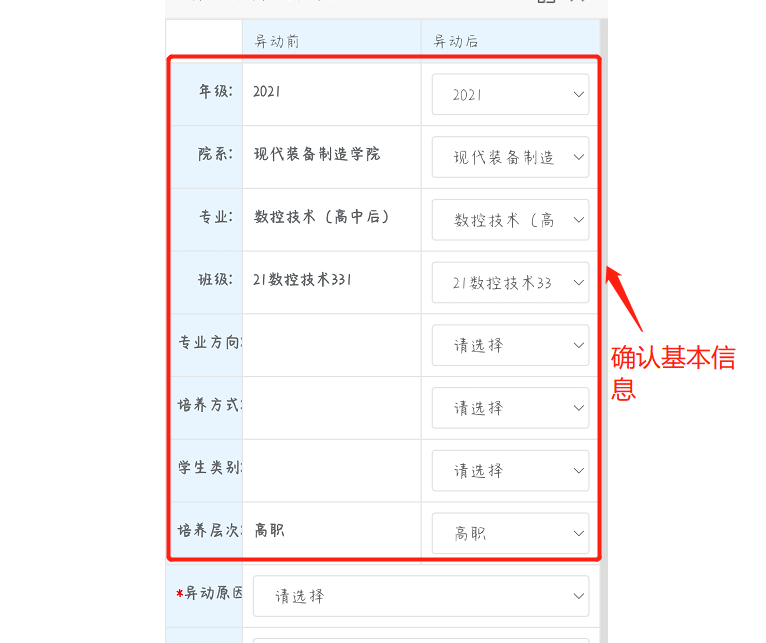 异动前 异动后
年级: 2021 2021
院系: 现代装备制造学院 现代装备制造
专业: 数控技术（高中后） 数控技术（高
班级: 21数控技术331 21数控技术33
专业方向: 请选择
培养方式: 请选择
学生类别: 请选择
培养层次: 高职 高职
*异动原因 请选择
确认基本信
息